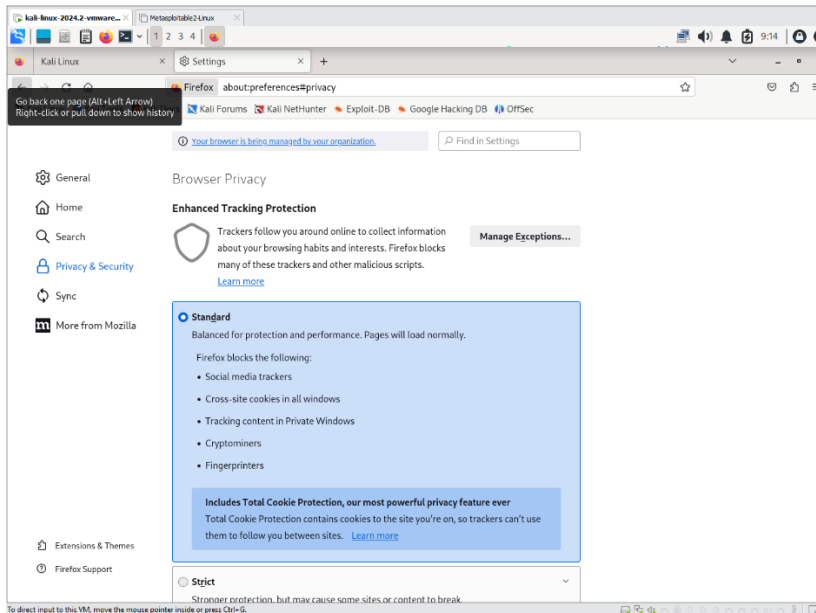 kali-linux-2024.2-vmware... Metasploitable2-Linux
1 2 3 4 9:14
Kali Linux Settings
Firefox about:preferences#privacy
Go back one page (Alt+Left Arrow)
Right-click or pull down to show history
Kali Forums Kali NetHunter Exploit-DB Google Hacking DB OffSec
Your browser is being managed by your organization. Find in Settings
General
Home
Search
Privacy & Security
Sync
More from Mozilla
Extensions & Themes
Firefox Support
Browser Privacy
Enhanced Tracking Protection
Trackers follow you around online to collect information
about your browsing habits and interests. Firefox blocks
many of these trackers and other malicious scripts.
Learn more
Manage Exceptions...
Standard
Balanced for protection and performance. Pages will load normally.
Firefox blocks the following:
• Social media trackers
• Cross-site cookies in all windows
• Tracking content in Private Windows
• Cryptominers
• Fingerprinters
Includes Total Cookie Protection, our most powerful privacy feature ever
Total Cookie Protection contains cookies to the site you're on, so trackers can't use
them to follow you between sites. Learn more
Strict
Stronger protection, but may cause some sites or content to break.
To direct input to this VM, move the mouse pointer inside or press Ctrl+G.